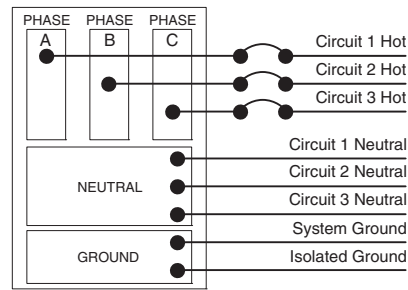 PHASE PHASE PHASE
A B C
Circuit 1 Hot
Circuit 2 Hot
Circuit 3 Hot
Circuit 1 Neutral
Circuit 2 Neutral
NEUTRAL
Circuit 3 Neutral
System Ground
GROUND
Isolated Ground